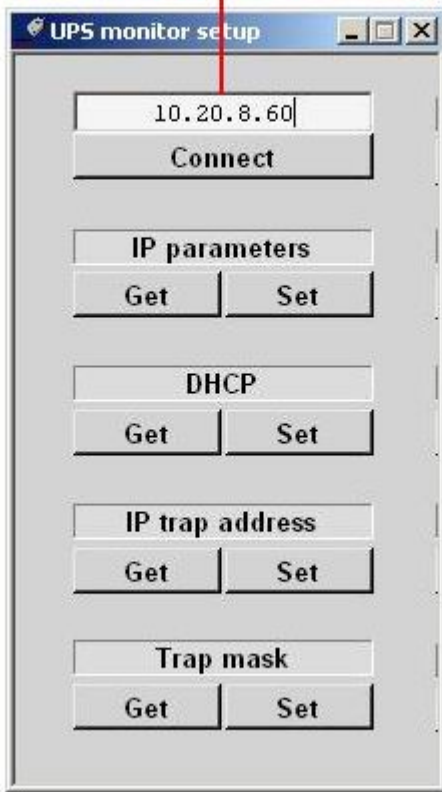 UPS monitor setup
10.20.8.60
Connect
IP parameters
Get Set
DHCP
Get Set
IP trap address
Get Set
Trap mask
Get Set